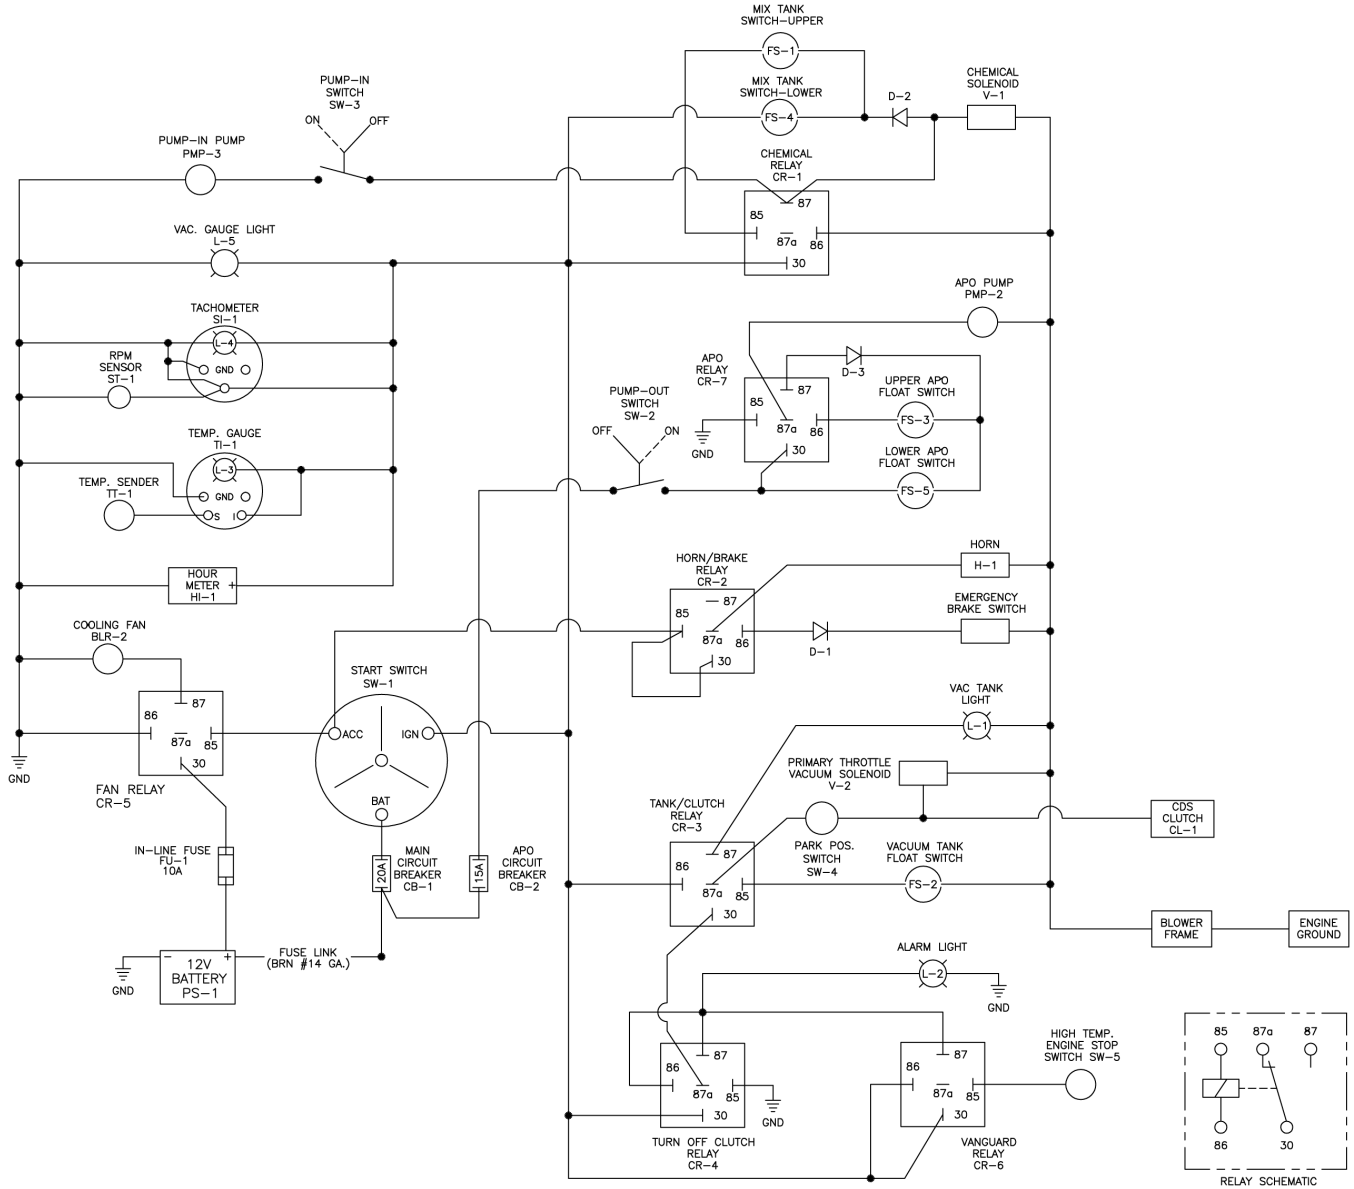 MIX TANK
SWITCH-UPPER
FS-1
MIX TANK
SWITCH-LOWER
FS-4
D-2
CHEMICAL
SOLENOID
V-1
PUMP-IN
SWITCH
SW-3
ON
OFF
PUMP-IN PUMP
PMP-3
CHEMICAL
RELAY
CR-1
87
85
87a
86
30
VAC. GAUGE LIGHT
L-5
TACHOMETER
SI-1
L-4
GND
RPM
SENSOR
ST-1
TEMP. GAUGE
TI-1
L-3
GND
S
I
TEMP. SENDER
TT-1
HOUR
METER +
HI-1
APO PUMP
PMP-2
APO
RELAY
CR-7
87
85
87a
86
30
D-3
UPPER APO
FLOAT SWITCH
FS-3
LOWER APO
FLOAT SWITCH
FS-5
GND
PUMP-OUT
SWITCH
SW-2
OFF
ON
HORN/BRAKE
RELAY
CR-2
87
85
87a
86
30
HORN
H-1
EMERGENCY
BRAKE SWITCH
D-1
COOLING FAN
BLR-2
87
86
87a
85
30
FAN RELAY
CR-5
GND
START SWITCH
SW-1
ACC
IGN
BAT
MAIN
CIRCUIT
BREAKER
CB-1
20A
APO
CIRCUIT
BREAKER
CB-2
15A
IN-LINE FUSE
FU-1
10A
- +
12V
BATTERY
PS-1
GND
FUSE LINK
(BRN #14 GA.)
VAC TANK
LIGHT
L-1
PRIMARY THROTTLE
VACUUM SOLENOID
V-2
TANK/CLUTCH
RELAY
CR-3
87
86
87a
85
30
PARK POS.
SWITCH
SW-4
VACUUM TANK
FLOAT SWITCH
FS-2
CDS
CLUTCH
CL-1
BLOWER
FRAME
ENGINE
GROUND
ALARM LIGHT
L-2
GND
87
86
87a
85
30
GND
TURN OFF CLUTCH
RELAY
CR-4
87
86
87a
85
30
VANGUARD
RELAY
CR-6
HIGH TEMP.
ENGINE STOP
SWITCH SW-5
85 87a 87
86 30
RELAY SCHEMATIC